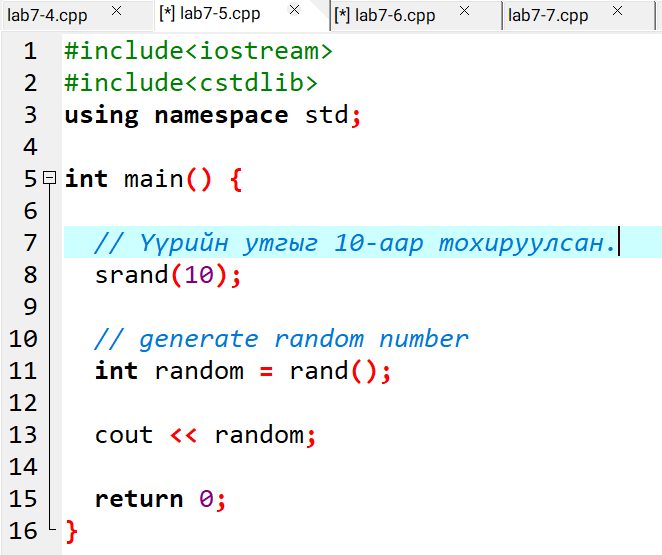 lab7-4.cpp [*] lab7-5.cpp [*] lab7-6.cpp lab7-7.cpp
1 #include<iostream>
2 #include<cstdlib>
3 using namespace std;
4
5 int main() {
6
7 // Үүрийн утгыг 10-аар тохируулсан.
8 srand(10);
9
10 // generate random number
11 int random = rand();
12
13 cout << random;
14
15 return 0;
16 }